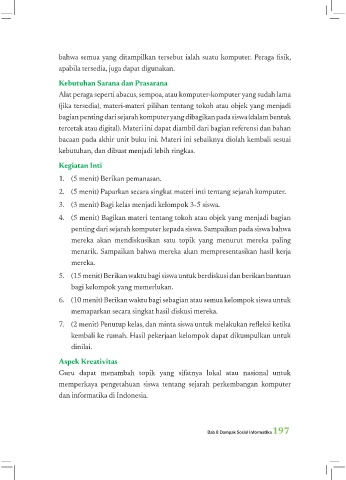 bahwa semua yang ditampilkan tersebut ialah suatu komputer. Peraga fisik,
apabila tersedia, juga dapat digunakan.
Kebutuhan Sarana dan Prasarana
Alat peraga seperti abacus, sempoa, atau komputer-komputer yang sudah lama
(jika tersedia), materi-materi pilihan tentang tokoh atau objek yang menjadi
bagian penting dari sejarah komputer yang dibagikan pada siswa (dalam bentuk
tercetak atau digital). Materi ini dapat diambil dari bagian referensi dan bahan
bacaan pada akhir unit buku ini. Materi ini sebaiknya diolah kembali sesuai
kebutuhan, dan dibuat menjadi lebih ringkas.
Kegiatan Inti
1. (5 menit) Berikan pemanasan.
2. (5 menit) Paparkan secara singkat materi inti tentang sejarah komputer.
3. (3 menit) Bagi kelas menjadi kelompok 3-5 siswa.
4. (5 menit) Bagikan materi tentang tokoh atau objek yang menjadi bagian
penting dari sejarah komputer kepada siswa. Sampaikan pada siswa bahwa
mereka akan mendiskusikan satu topik yang menurut mereka paling
menarik. Sampaikan bahwa mereka akan mempresentasikan hasil kerja
mereka.
5. (15 menit) Berikan waktu bagi siswa untuk berdiskusi dan berikan bantuan
bagi kelompok yang memerlukan.
6. (10 menit) Berikan waktu bagi sebagian atau semua kelompok siswa untuk
memaparkan secara singkat hasil diskusi mereka.
7. (2 menit) Penutup kelas, dan minta siswa untuk melakukan refleksi ketika
kembali ke rumah. Hasil pekerjaan kelompok dapat dikumpulkan untuk
dinilai.
Aspek Kreativitas
Guru dapat menambah topik yang sifatnya lokal atau nasional untuk
memperkaya pengetahuan siswa tentang sejarah perkembangan komputer
dan informatika di Indonesia.
Bab 8 Dampak Sosial Informatika 197